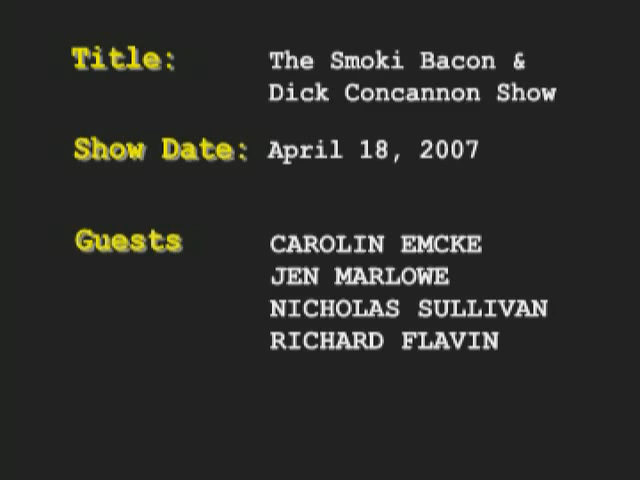 Title: The Smoki Bacon &
Dick Concannon Show
Show Date: April 18, 2007
Guests CAROLIN EMCKE
JEN MARLOWE
NICHOLAS SULLIVAN
RICHARD FLAVIN